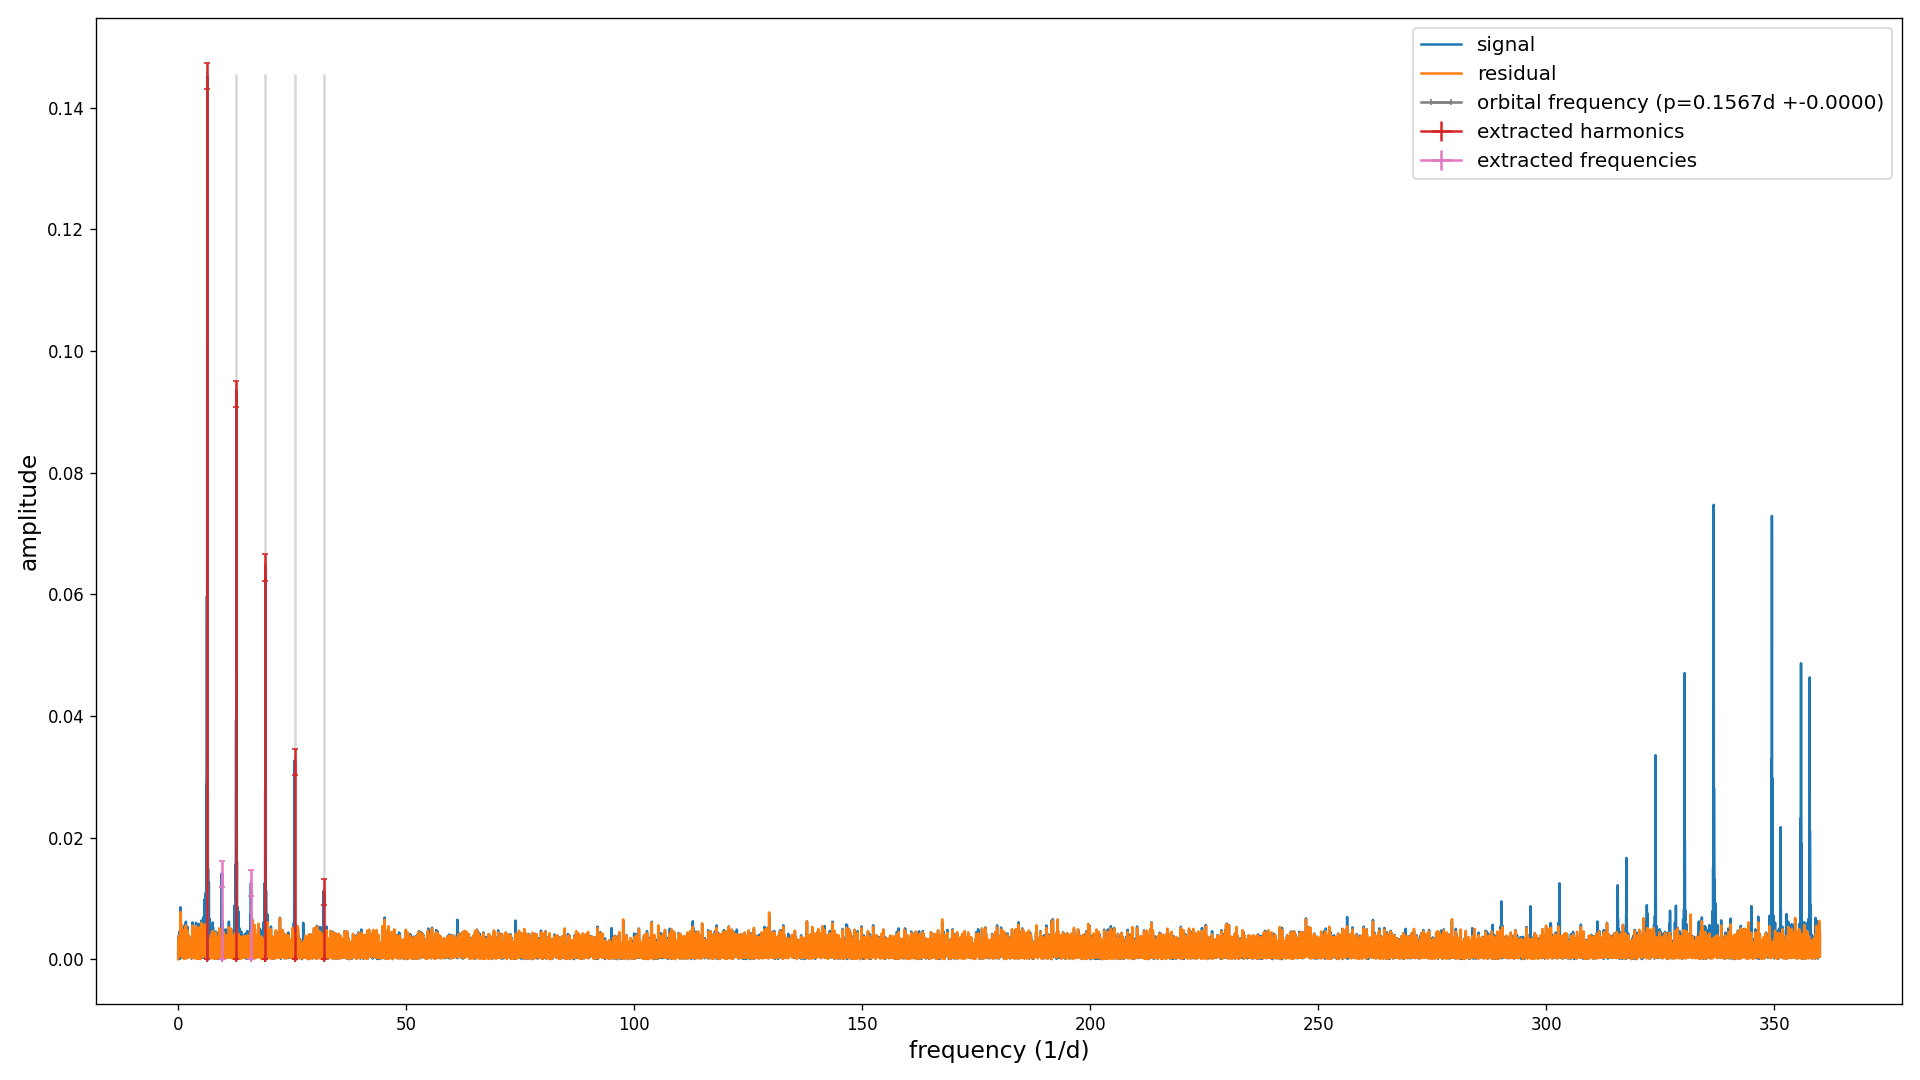 signal
residual
orbital frequency (p=0.1567d +-0.0000)
extracted harmonics
extracted frequencies
amplitude
0.14
0.12
0.10
0.08
0.06
0.04
0.02
0.00
0 50 100 150 200 250 300 350
frequency (1/d)